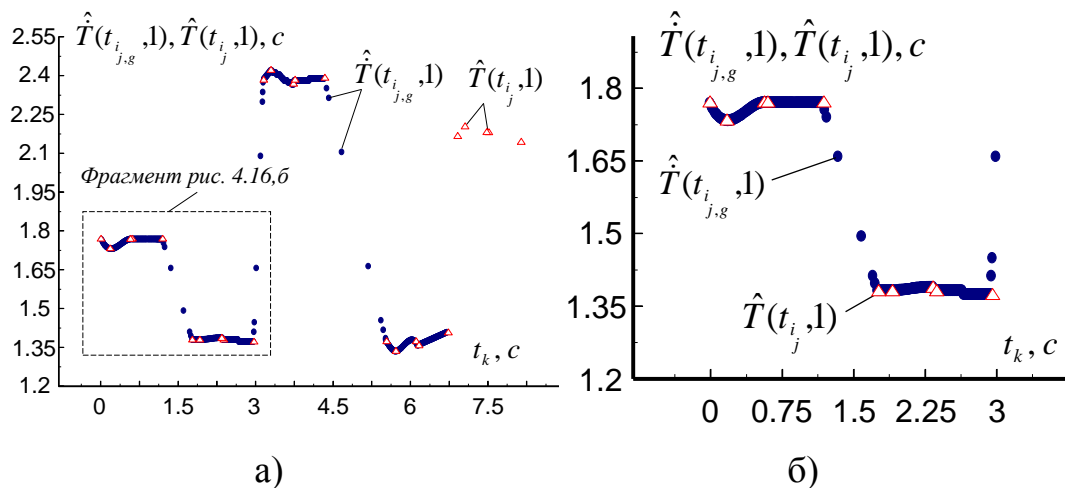 T̂̇(t_{i_{j,g}},1), T̂(t_{i_j},1), с
2.55
2.4
2.25
2.1
1.95
1.8
1.65
1.5
1.35
1.2
T̂̇(t_{i_{j,g}},1)
T̂(t_{i_j},1)
Фрагмент рис. 4.16,б
t_k, с
0 1.5 3 4.5 6 7.5
а)
T̂̇(t_{i_{j,g}},1), T̂(t_{i_j},1), с
1.8
1.65
1.5
1.35
1.2
T̂̇(t_{i_{j,g}},1)
T̂(t_{i_j},1)
t_k, с
0 0.75 1.5 2.25 3
б)